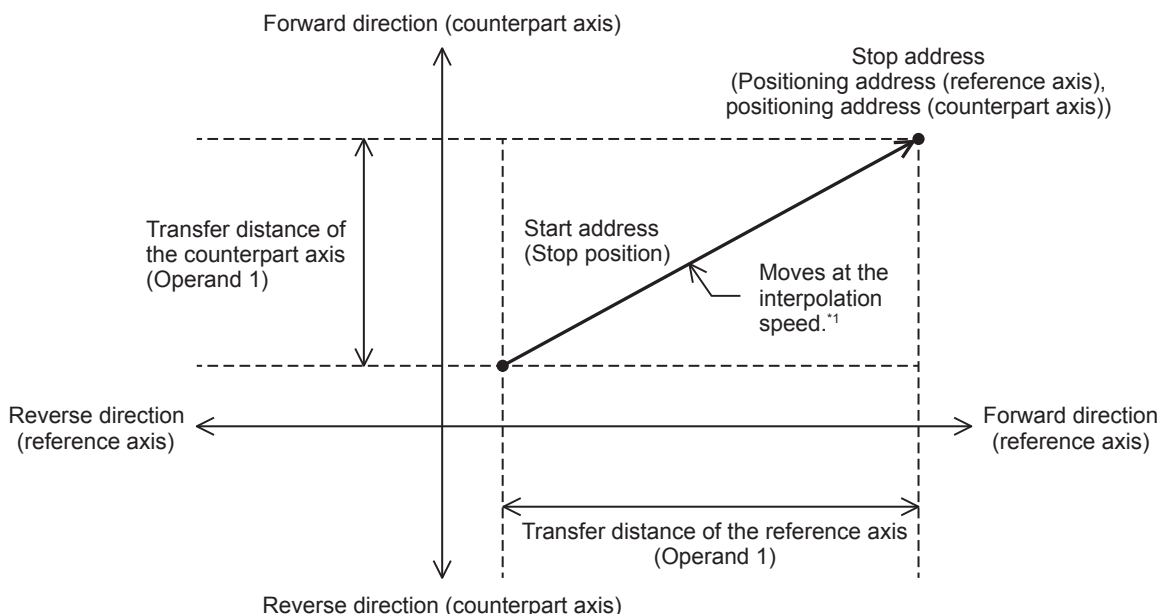 Forward direction (counterpart axis)
Stop address
(Positioning address (reference axis),
positioning address (counterpart axis))
Transfer distance of
the counterpart axis
(Operand 1)
Start address
(Stop position)
Moves at the
interpolation
speed.*1
Reverse direction
(reference axis)
Forward direction
(reference axis)
Transfer distance of the reference axis
(Operand 1)
Reverse direction (counterpart axis)